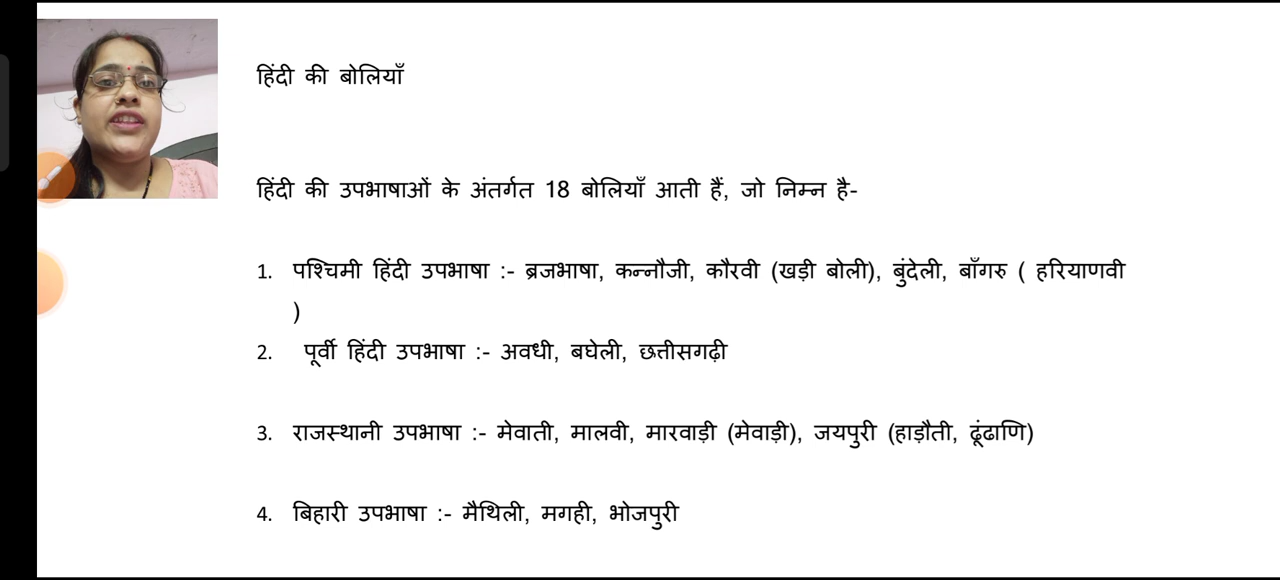 हिंदी की बोलियाँ
हिंदी की उपभाषाओं के अंतर्गत 18 बोलियाँ आती हैं, जो निम्न है-
1. पश्चिमी हिंदी उपभाषा :- ब्रजभाषा, कन्नौजी, कौरवी (खड़ी बोली), बुंदेली, बाँगरु ( हरियाणवी
)
2. पूर्वी हिंदी उपभाषा :- अवधी, बघेली, छत्तीसगढ़ी
3. राजस्थानी उपभाषा :- मेवाती, मालवी, मारवाड़ी (मेवाड़ी), जयपुरी (हाड़ौती, ढूंढाणि)
4. बिहारी उपभाषा :- मैथिली, मगही, भोजपुरी